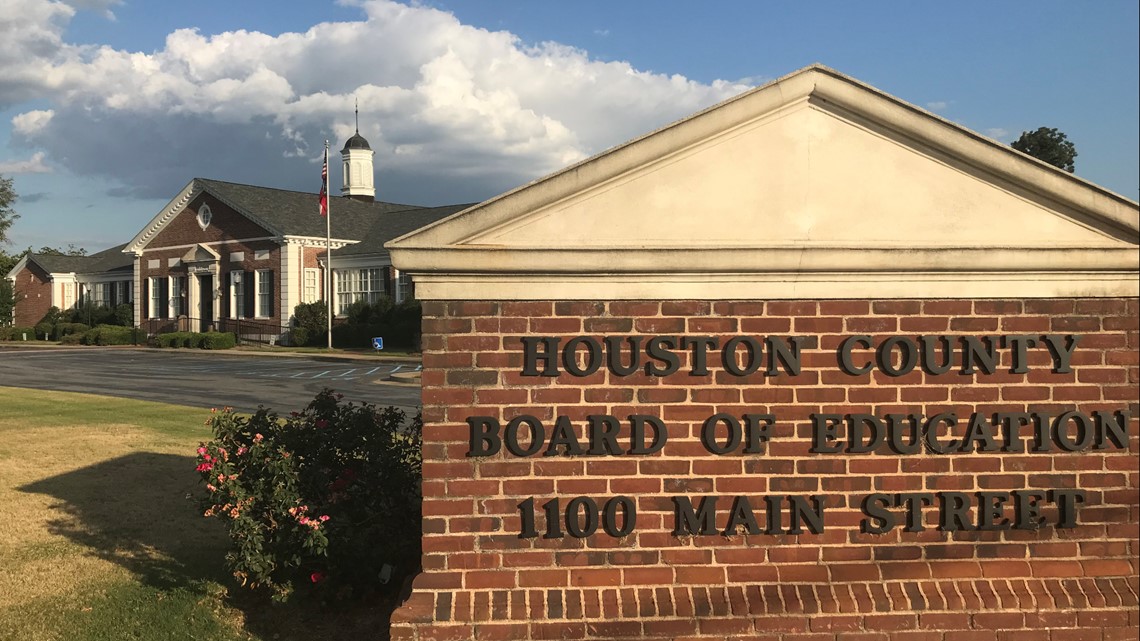 HOUSTON COUNTY
BOARD OF EDUCATION
1100 MAIN STREET